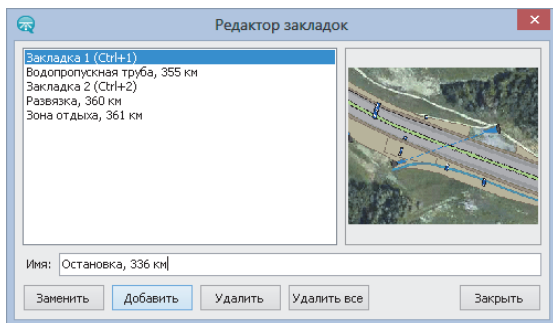 Редактор закладок
Закладка 1 (Ctrl+1)
Водопропускная труба, 355 км
Закладка 2 (Ctrl+2)
Развязка, 360 км
Зона отдыха, 361 км
Имя: Остановка, 336 км
Заменить Добавить Удалить Удалить все Закрыть